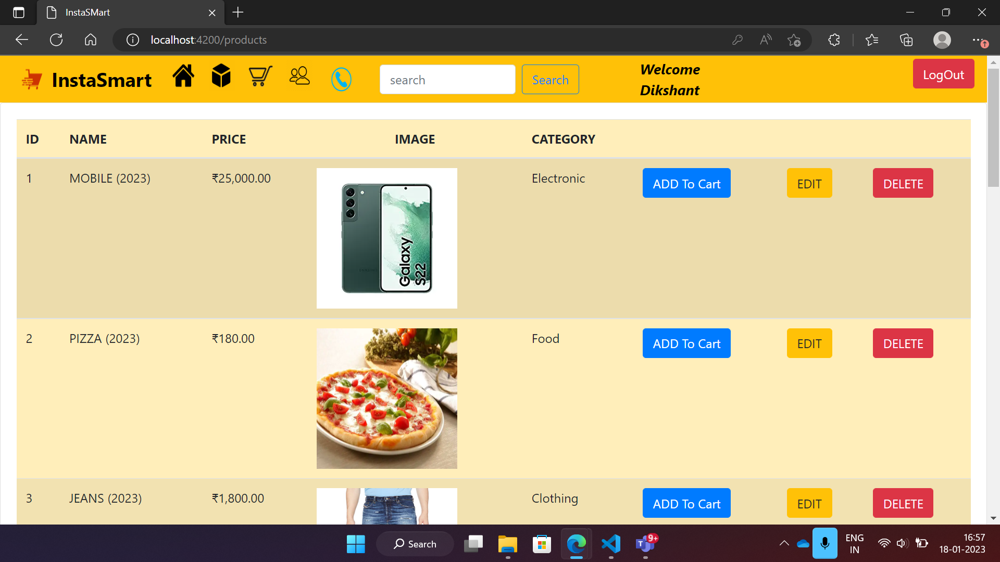 InstaSMart
localhost:4200/products
InstaSmart
search
Search
Welcome
Dikshant
LogOut
ID NAME PRICE IMAGE CATEGORY
1 MOBILE (2023) ₹25,000.00 Electronic ADD To Cart EDIT DELETE
Galaxy
S22
2 PIZZA (2023) ₹180.00 Food ADD To Cart EDIT DELETE
3 JEANS (2023) ₹1,800.00 Clothing ADD To Cart EDIT DELETE
Search
9+
ENG
IN
16:57
18-01-2023